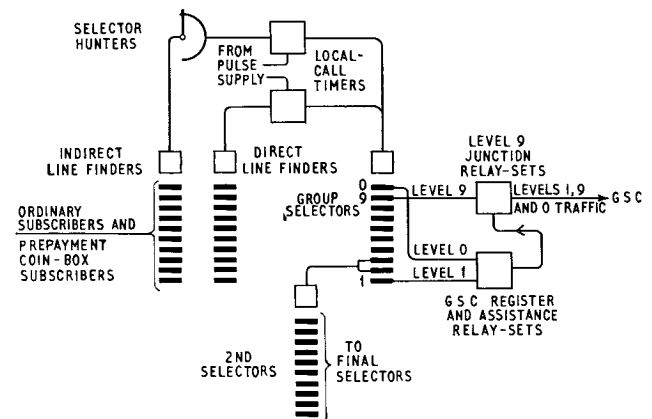 SELECTOR
HUNTERS
FROM
PULSE
SUPPLY
LOCAL-
CALL
TIMERS
INDIRECT
LINE FINDERS
DIRECT
LINE FINDERS
LEVEL 9
JUNCTION
RELAY-SETS
ORDINARY
SUBSCRIBERS AND
PREPAYMENT
COIN-BOX
SUBSCRIBERS
GROUP
SELECTORS
0
9
1
LEVEL 9
LEVELS 1,9
AND 0 TRAFFIC
GSC
LEVEL 0
LEVEL 1
GSC REGISTER
AND ASSISTANCE
RELAY-SETS
2ND
SELECTORS
TO
FINAL
SELECTORS